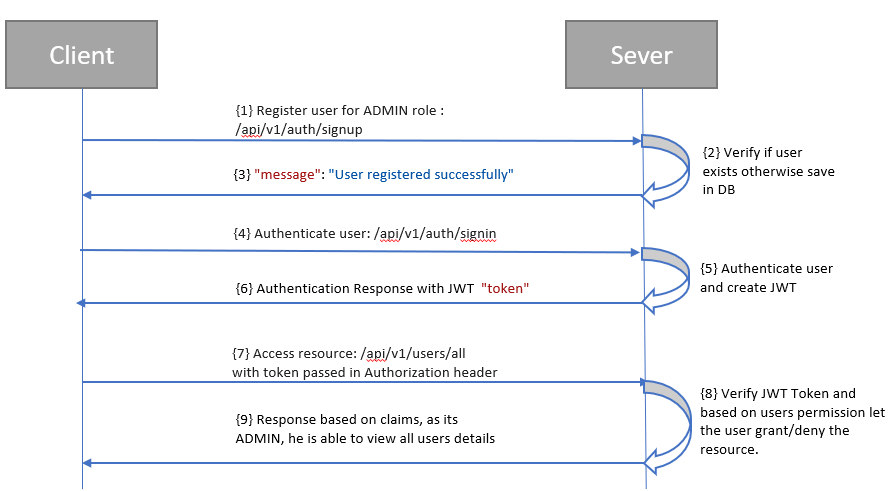 Client
Sever
{1} Register user for ADMIN role :
/api/v1/auth/signup
{2} Verify if user
exists otherwise save
in DB
{3} "message": "User registered successfully"
{4} Authenticate user: /api/v1/auth/signin
{5} Authenticate user
and create JWT
{6} Authentication Response with JWT "token"
{7} Access resource: /api/v1/users/all
with token passed in Authorization header
{8} Verify JWT Token and
based on users permission let
the user grant/deny the
resource.
{9} Response based on claims, as its
ADMIN, he is able to view all users details